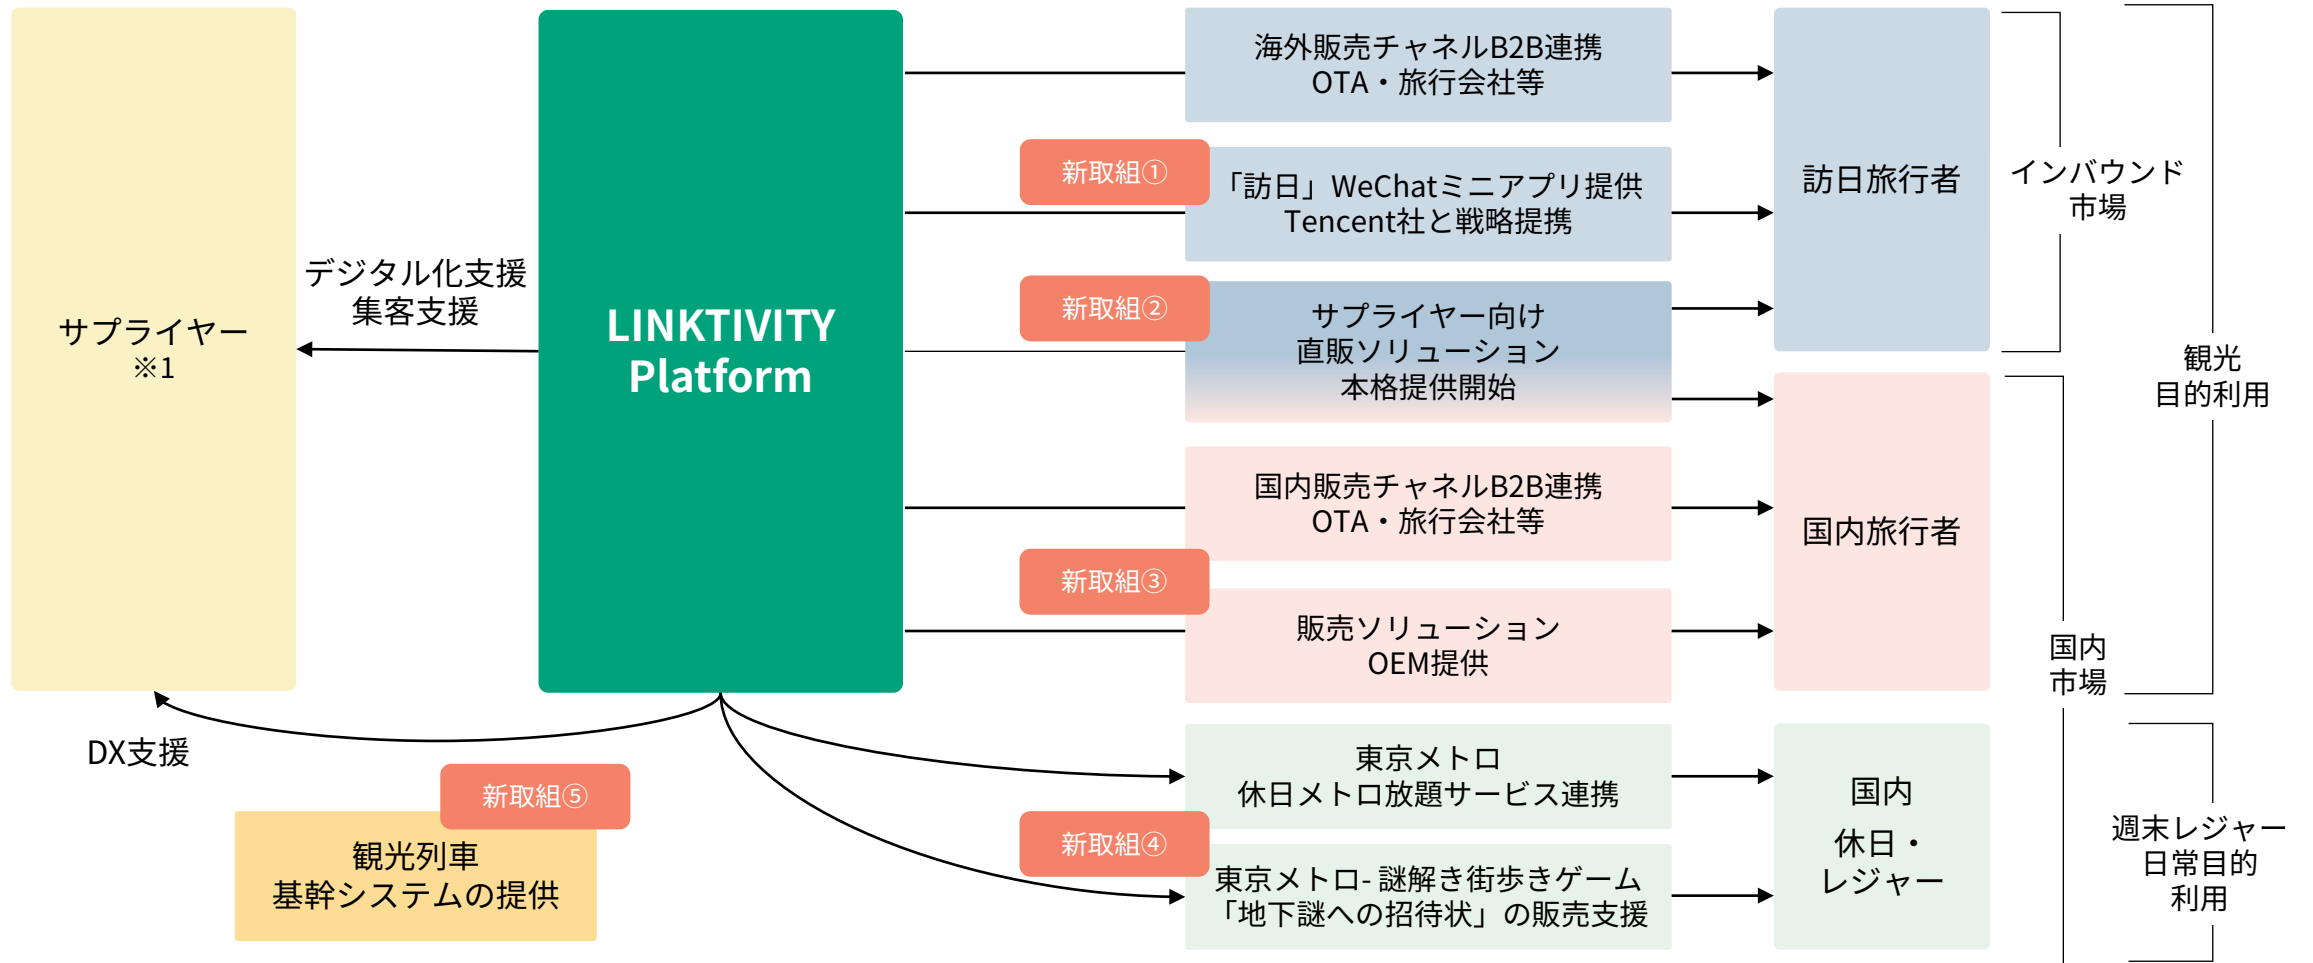 サプライヤー
※1
デジタル化支援
集客支援
LINKTIVITY
Platform
海外販売チャネルB2B連携
OTA・旅行会社等
新取組①
「訪日」WeChatミニアプリ提供
Tencent社と戦略提携
新取組②
サプライヤー向け
直販ソリューション
本格提供開始
国内販売チャネルB2B連携
OTA・旅行会社等
新取組③
販売ソリューション
OEM提供
東京メトロ
休日メトロ放題サービス連携
新取組④
東京メトロ- 謎解き街歩きゲーム
「地下謎への招待状」の販売支援
訪日旅行者
国内旅行者
国内
休日・
レジャー
インバウンド
市場
国内
市場
観光
目的利用
週末レジャー
日常目的
利用
DX支援
新取組⑤
観光列車
基幹システムの提供